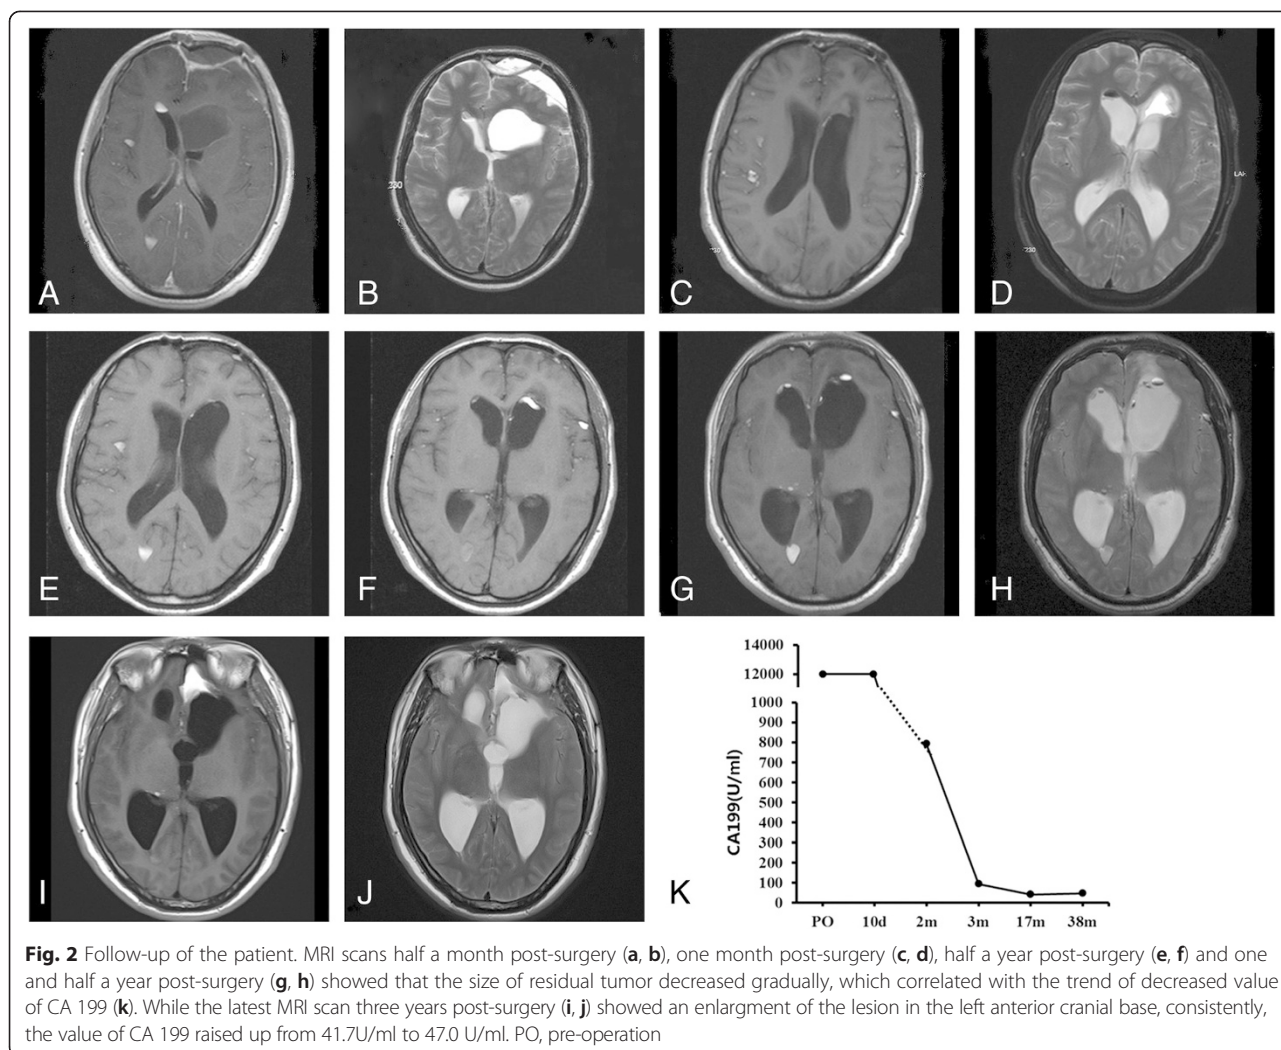 A
B
C
D
E
F
G
H
I
J
K
230
LAI
230
CA199(U/ml)
14000
12000
1000
900
800
700
600
500
400
300
200
100
0
PO 10d 2m 3m 17m 38m
Fig. 2 Follow-up of the patient. MRI scans half a month post-surgery (a, b), one month post-surgery (c, d), half a year post-surgery (e, f) and one
and half a year post-surgery (g, h) showed that the size of residual tumor decreased gradually, which correlated with the trend of decreased value
of CA 199 (k). While the latest MRI scan three years post-surgery (i, j) showed an enlargment of the lesion in the left anterior cranial base, consistently,
the value of CA 199 raised up from 41.7U/ml to 47.0 U/ml. PO, pre-operation